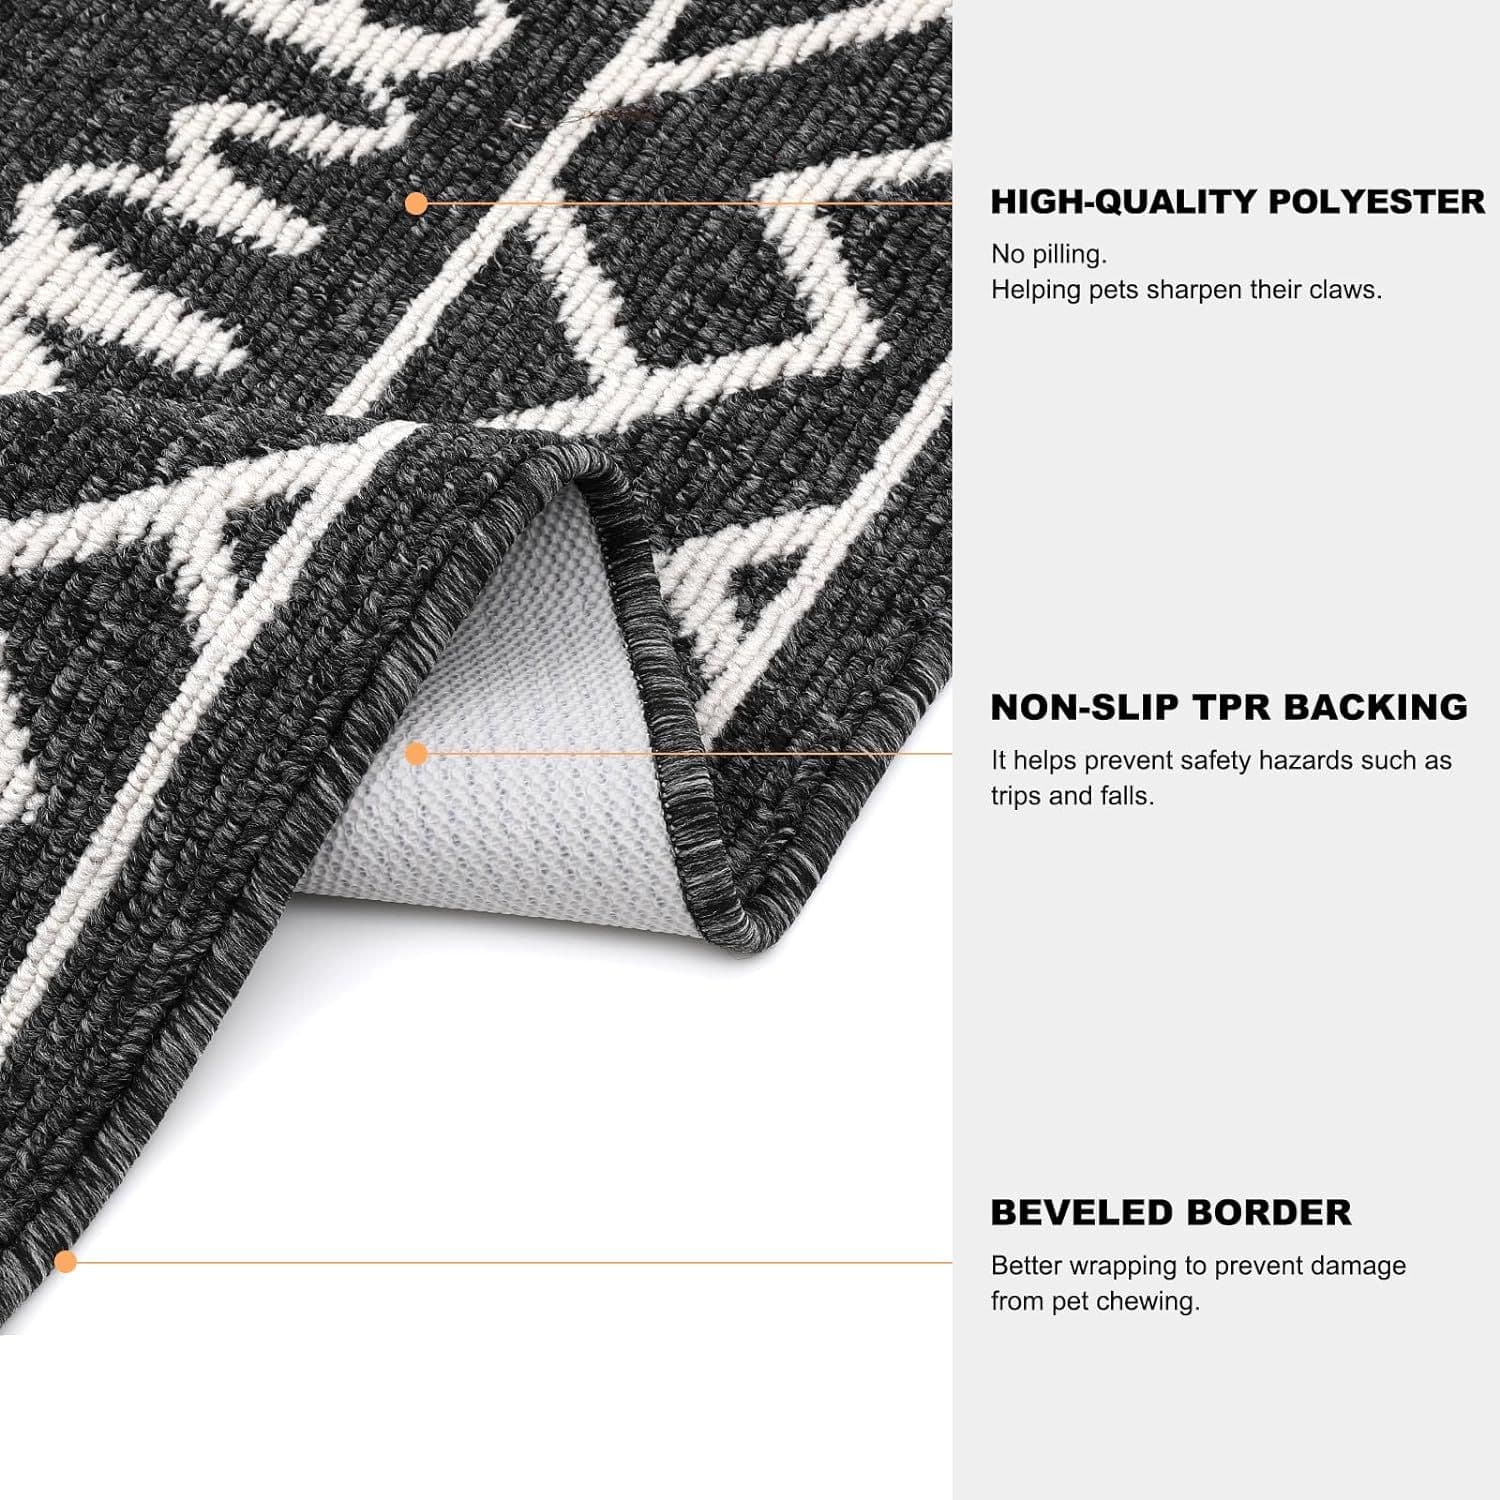 HIGH-QUALITY POLYESTER
No pilling.
Helping pets sharpen their claws.
NON-SLIP TPR BACKING
It helps prevent safety hazards such as
trips and falls.
BEVELED BORDER
Better wrapping to prevent damage
from pet chewing.